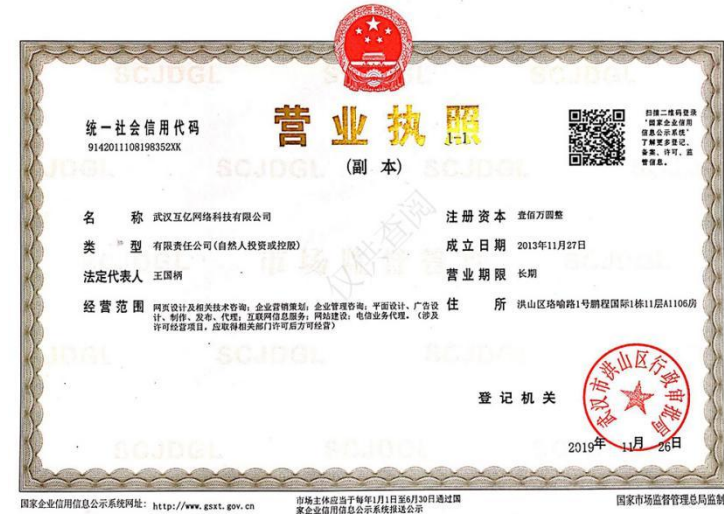 统一社会信用代码
9142011108198352XK
营业执照
(副 本)
1-1
扫描二维码登录
"国家企业信用
信息公示系统"
了解更多登记、
备案、许可、监
管信息。
名 称 武汉互亿网络科技有限公司
类 型 有限责任公司(自然人投资或控股)
法定代表人 王国柄
经营范围 网页设计及相关技术咨询;企业营销策划;企业管理咨询;平面设计、广告设
计、制作、发布、代理;互联网信息服务;网站建设;电信业务代理。(涉及
许可经营项目,应取得相关部门许可后方可经营)
注册资本 壹佰万圆整
成立日期 2013年11月27日
营业期限 长期
住 所 洪山区珞喻路1号鹏程国际1栋11层A1106房
仅供查阅
SCJDGL
登记机关
武汉市洪山区行政审批局
2019年 11月 26日
国家企业信用信息公示系统网址: http://www.gsxt.gov.cn
市场主体应当于每年1月1日至6月30日通过国
家企业信用信息公示系统报送公示
国家市场监督管理总局监制